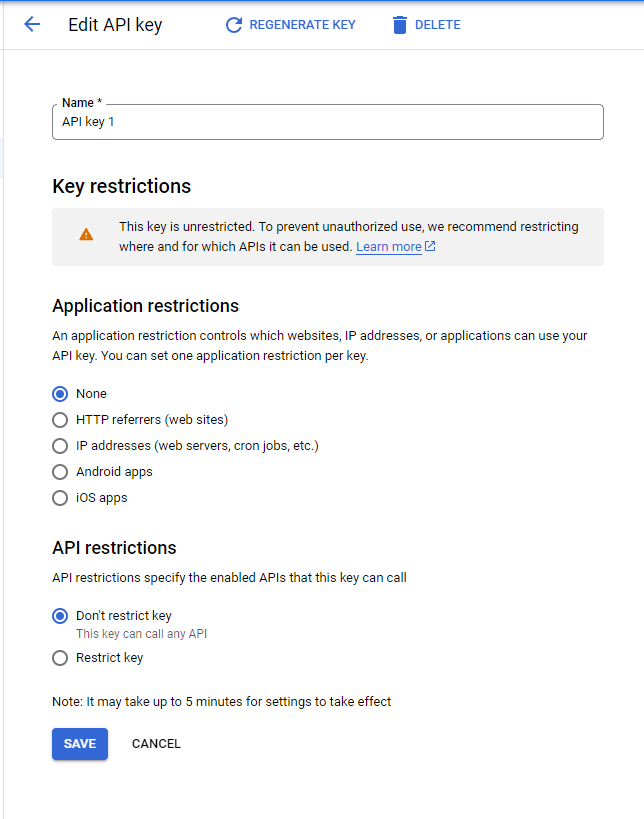 Edit API key
REGENERATE KEY
DELETE
Name *
API key 1
Key restrictions
This key is unrestricted. To prevent unauthorized use, we recommend restricting
where and for which APIs it can be used. Learn more
Application restrictions
An application restriction controls which websites, IP addresses, or applications can use your
API key. You can set one application restriction per key.
None
HTTP referrers (web sites)
IP addresses (web servers, cron jobs, etc.)
Android apps
iOS apps
API restrictions
API restrictions specify the enabled APIs that this key can call
Don't restrict key
This key can call any API
Restrict key
Note: It may take up to 5 minutes for settings to take effect
SAVE
CANCEL